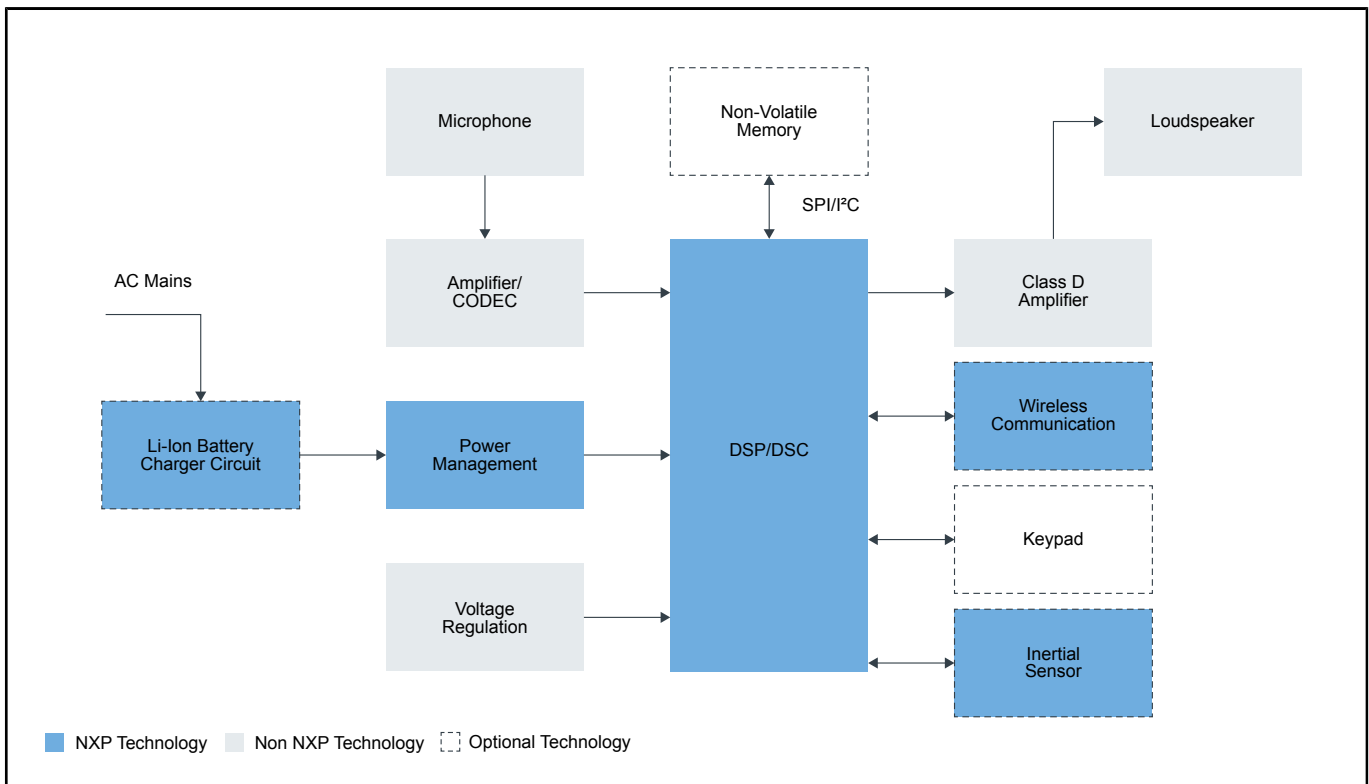 Microphone
Non-Volatile
Memory
Loudspeaker
SPI/I²C
AC Mains
Amplifier/
CODEC
Class D
Amplifier
Li-Ion Battery
Charger Circuit
Power
Management
DSP/DSC
Wireless
Communication
Keypad
Voltage
Regulation
Inertial
Sensor
NXP Technology
Non NXP Technology
Optional Technology